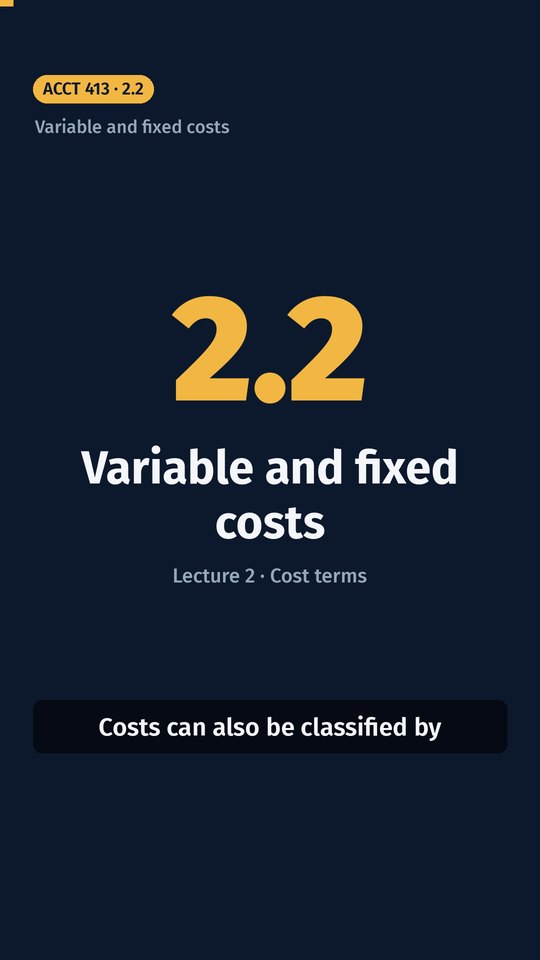 ACCT 413 · 2.2
Variable and fixed costs
2.2
Variable and fixed
costs
Lecture 2 · Cost terms
Costs can also be classified by